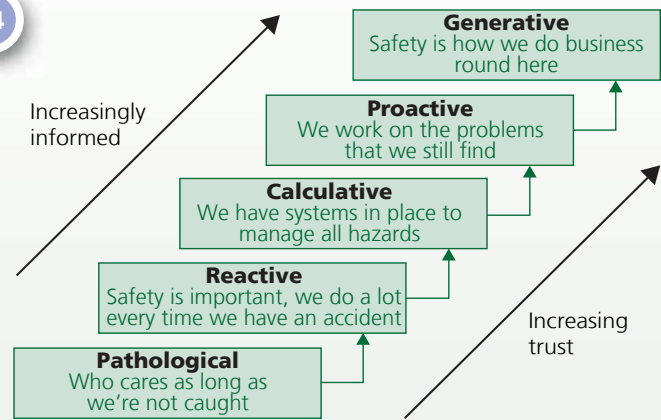 4
Generative
Safety is how we do business
round here
Increasingly
informed
Proactive
We work on the problems
that we still find
Calculative
We have systems in place to
manage all hazards
Reactive
Safety is important, we do a lot
every time we have an accident
Increasing
trust
Pathological
Who cares as long as
we're not caught